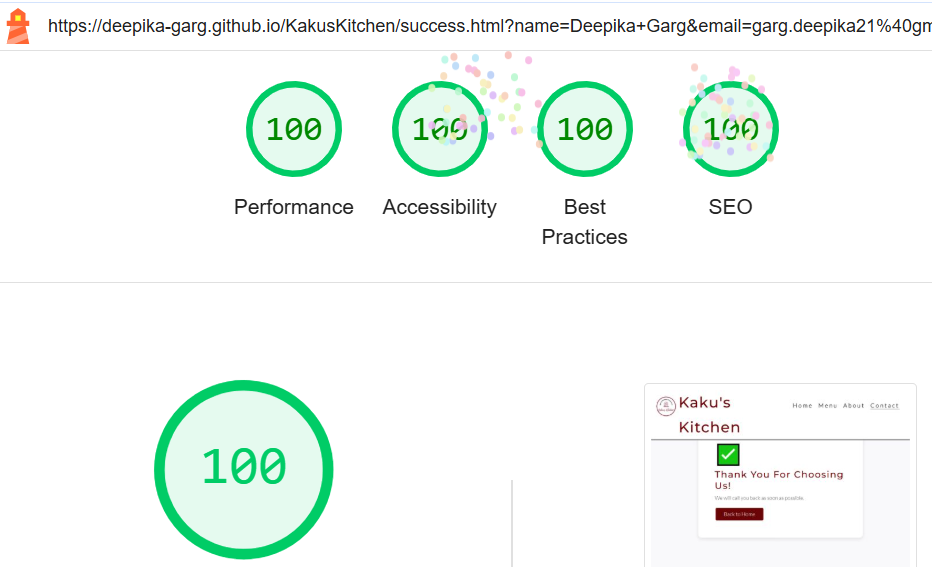 https://deepika-garg.github.io/KakusKitchen/success.html?name=Deepika+Garg&email=garg.deepika21%40gm
100
100
100
100
Performance
Accessibility
Best
Practices
SEO
100
Kaku's
Kitchen
Home Menu About Contact
Thank You For Choosing
Us!
We will call you back as soon as possible.
Back to Home